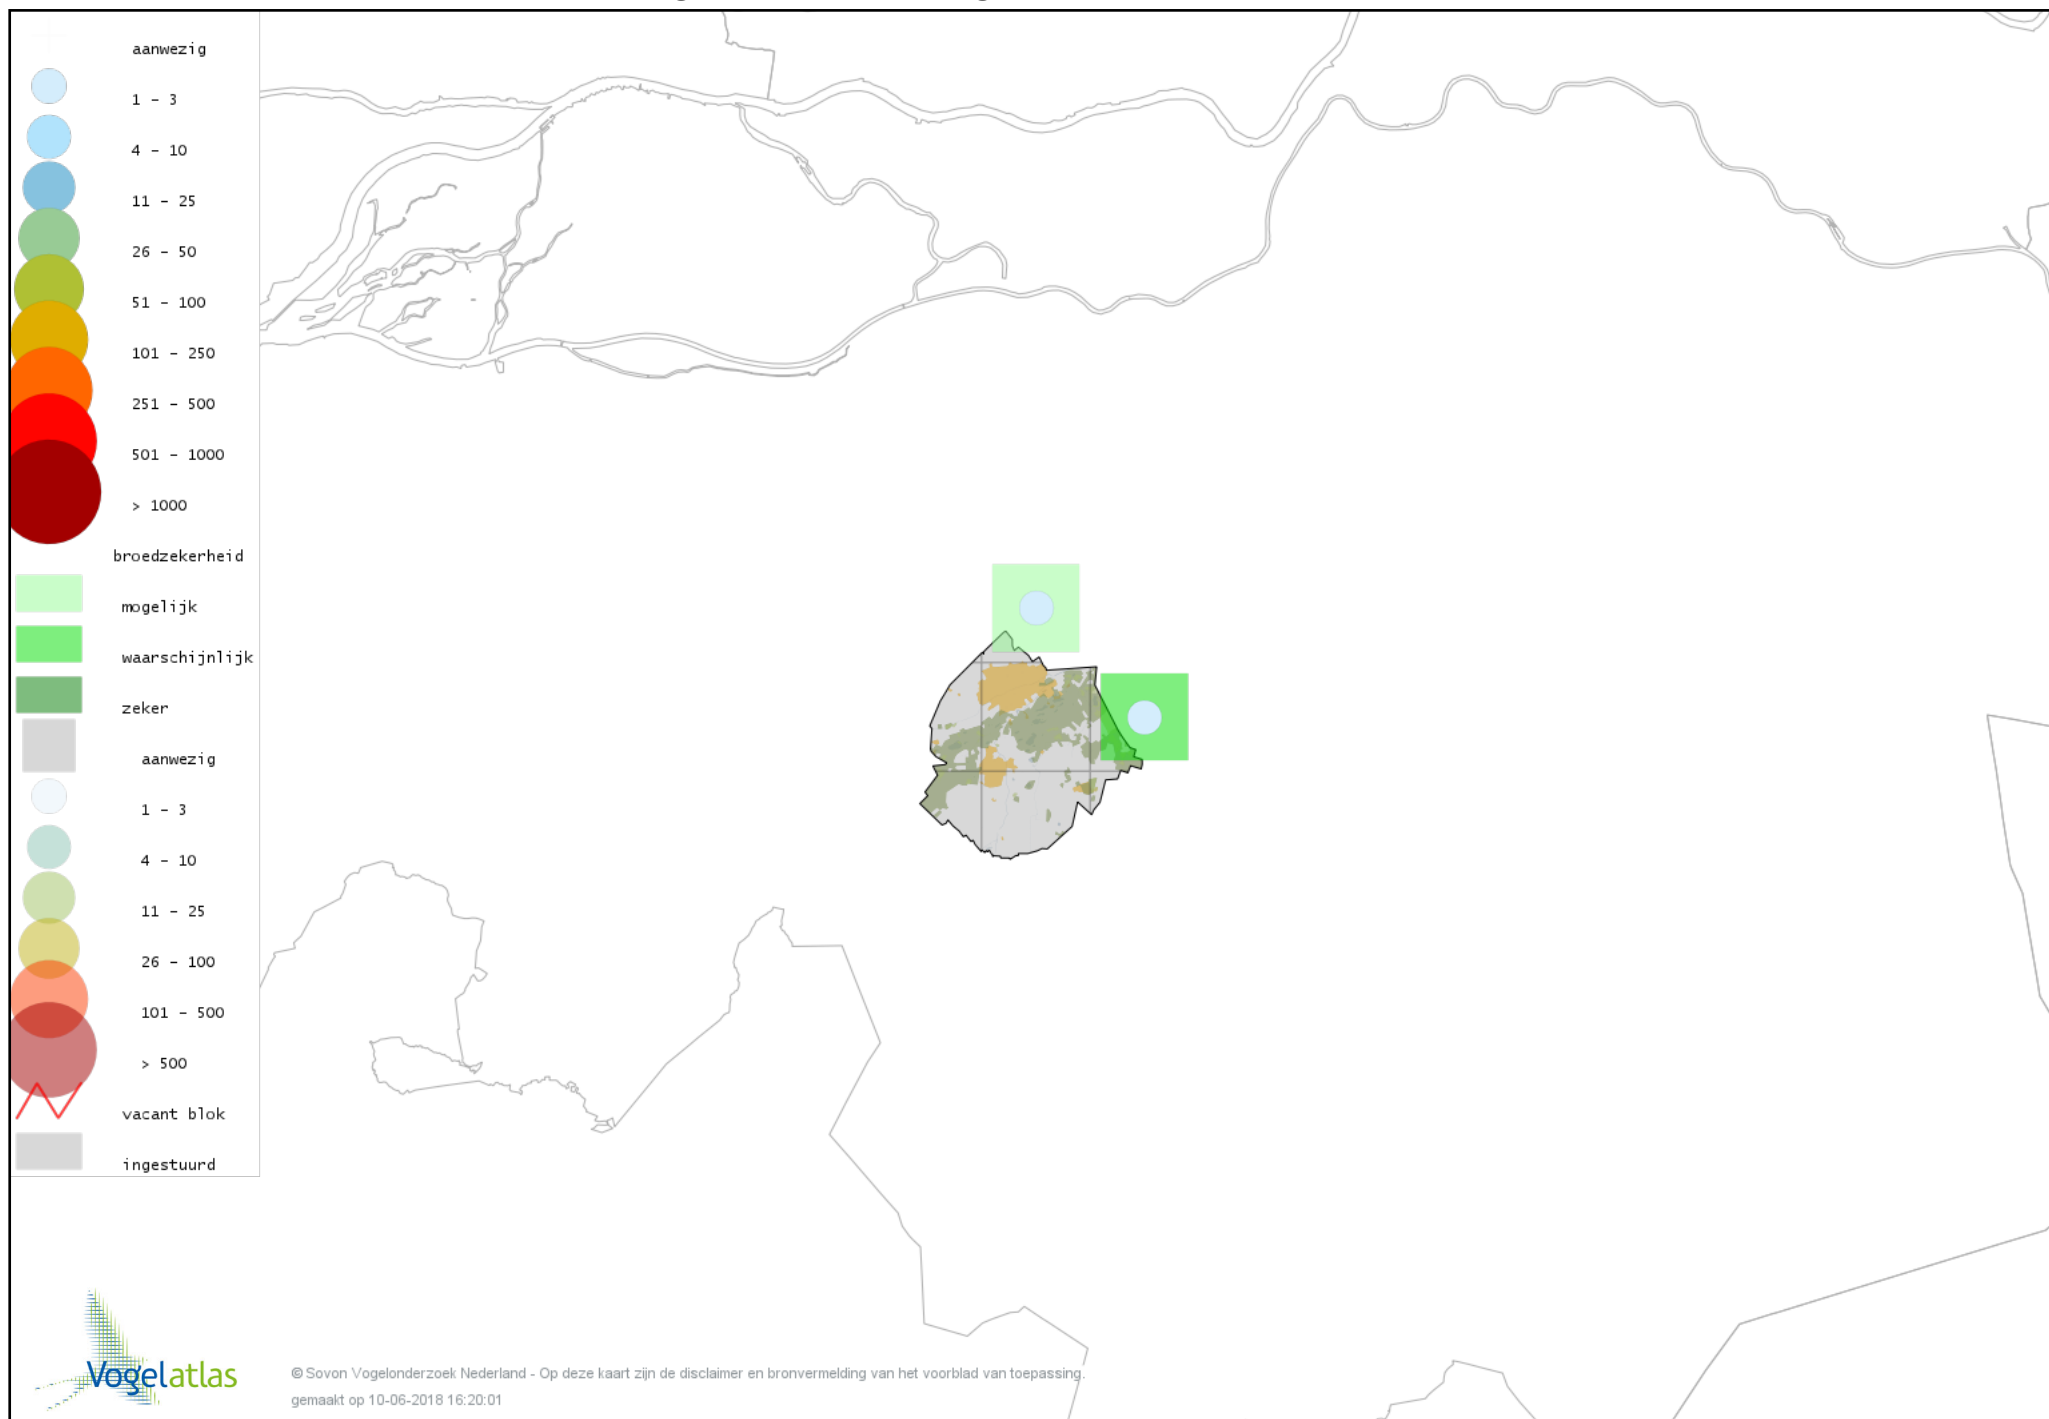 aanwezig
1 - 3
4 - 10
11 - 25
26 - 50
51 - 100
101 - 250
251 - 500
501 - 1000
> 1000
broedzekerheid
mogelijk
waarschijnlijk
zeker
aanwezig
1 - 3
4 - 10
11 - 25
26 - 100
101 - 500
> 500
vacant blok
ingestuurd
Vogelatlas
© Sovon Vogelonderzoek Nederland - Op deze kaart zijn de disclaimer en bronvermelding van het voorblad van toepassing.
gemaakt op 10-06-2018 16:20:01